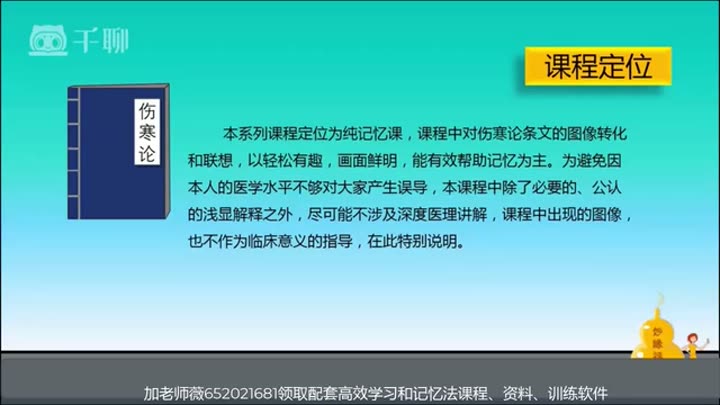 千聊
课程定位
伤寒论
本系列课程定位为纯记忆课，课程中对伤寒论条文的图像转化
和联想，以轻松有趣，画面鲜明，能有效帮助记忆为主。为避免因
本人的医学水平不够对大家产生误导，本课程中除了必要的、公认
的浅显解释之外，尽可能不涉及深度医理讲解，课程中出现的图像，
也不作为临床意义的指导，在此特别说明。
加老师薇652021681领取配套高效学习和记忆法课程、资料、训练软件